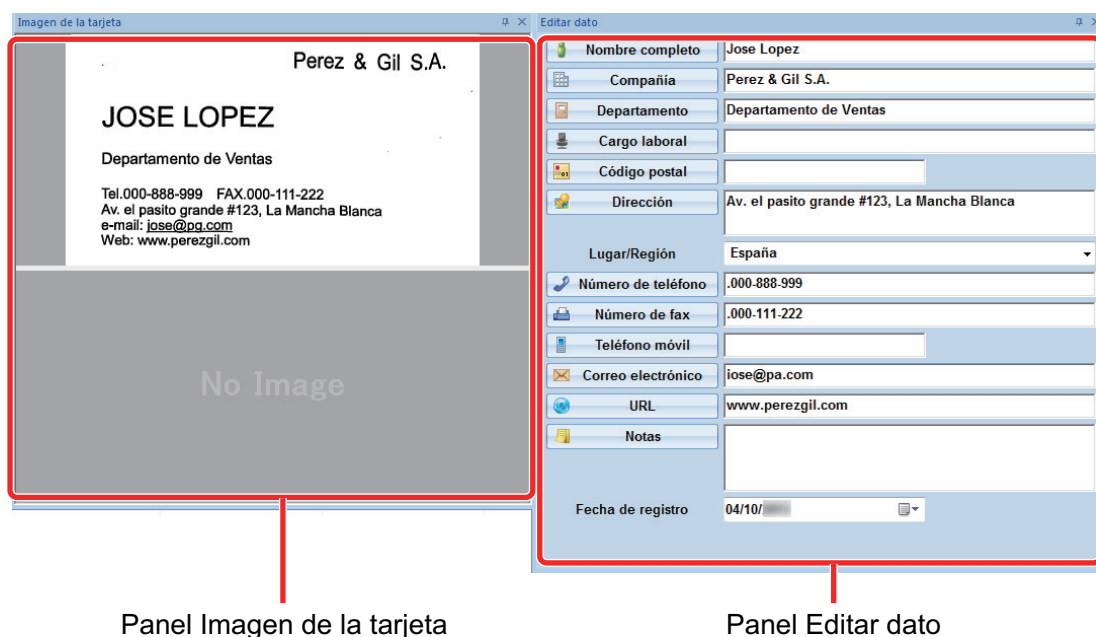 Imagen de la tarjeta
Perez & Gil S.A.
JOSE LOPEZ
Departamento de Ventas
Tel.000-888-999 FAX.000-111-222
Av. el pasito grande #123, La Mancha Blanca
e-mail: jose@pg.com
Web: www.perezgil.com
No Image
Editar dato
Nombre completo Jose Lopez
Compañía Perez & Gil S.A.
Departamento Departamento de Ventas
Cargo laboral
Código postal
Dirección Av. el pasito grande #123, La Mancha Blanca
Lugar/Región España
Número de teléfono .000-888-999
Número de fax .000-111-222
Teléfono móvil
Correo electrónico iose@pa.com
URL www.perezgil.com
Notas
Fecha de registro 04/10/
Panel Imagen de la tarjeta
Panel Editar dato